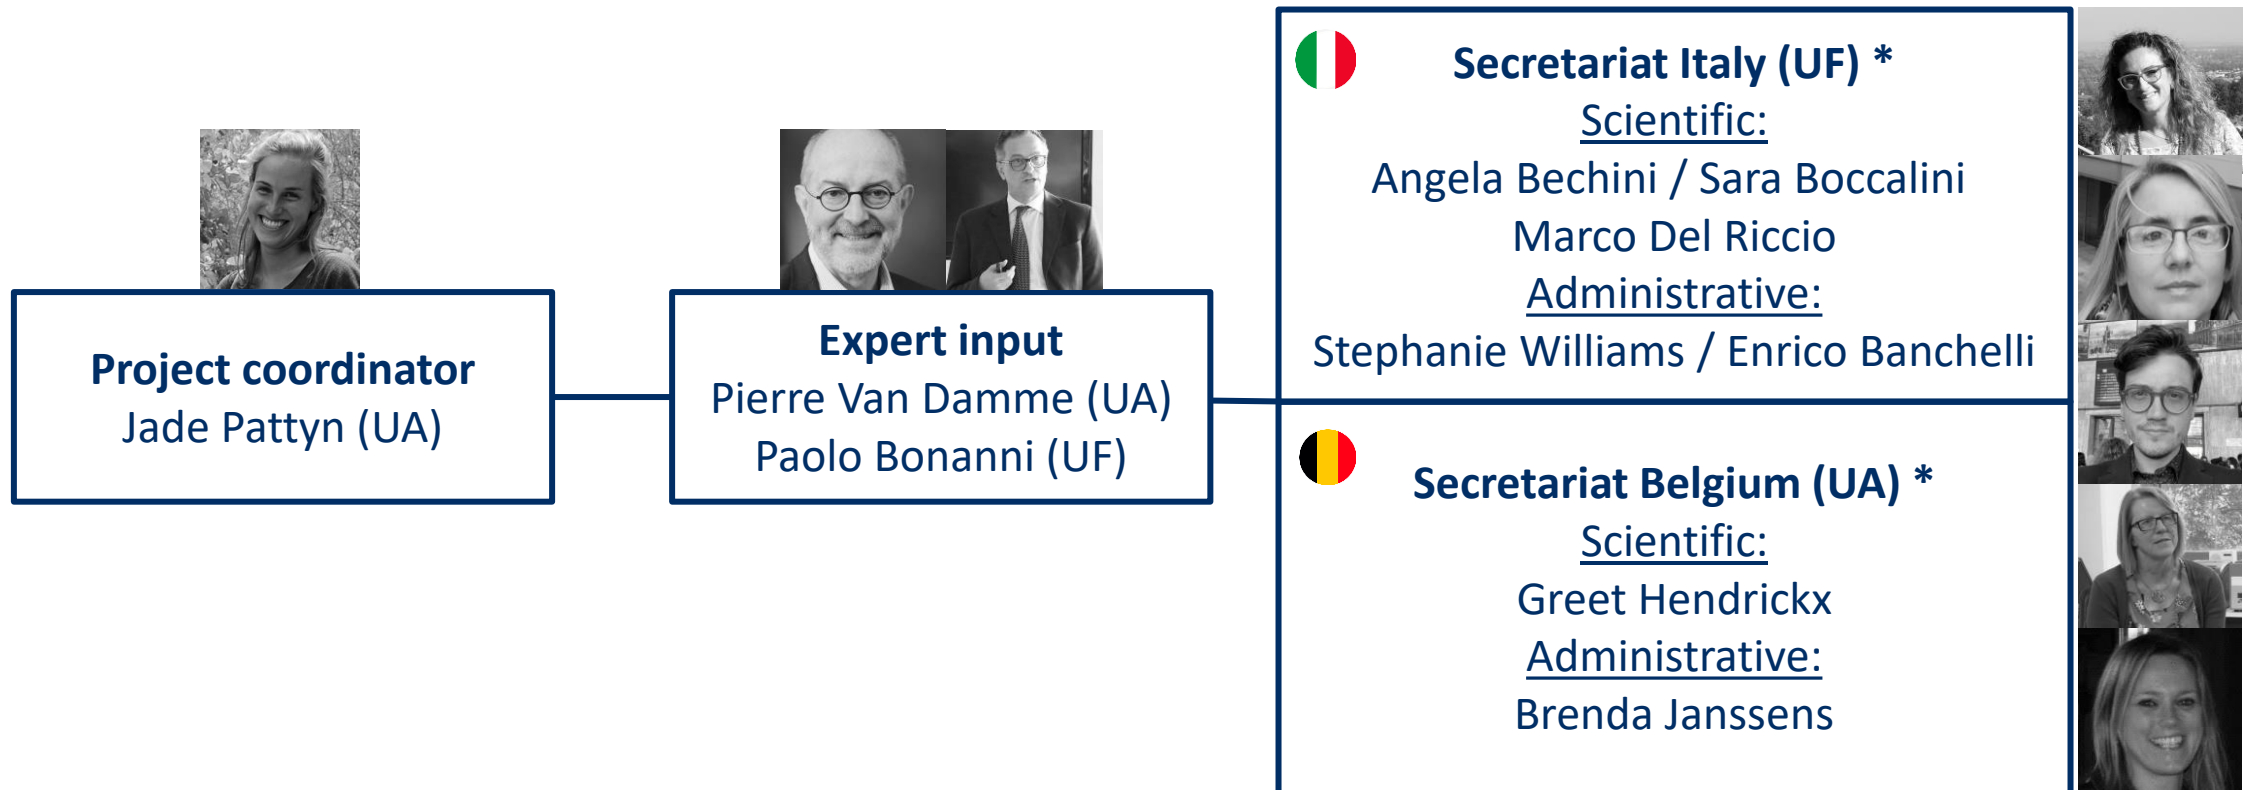 Project coordinator
Jade Pattyn (UA)
Expert input
Pierre Van Damme (UA)
Paolo Bonanni (UF)
Secretariat Italy (UF) *
Scientific:
Angela Bechini / Sara Boccalini
Marco Del Riccio
Administrative:
Stephanie Williams / Enrico Banchelli
Secretariat Belgium (UA) *
Scientific:
Greet Hendrickx
Administrative:
Brenda Janssens